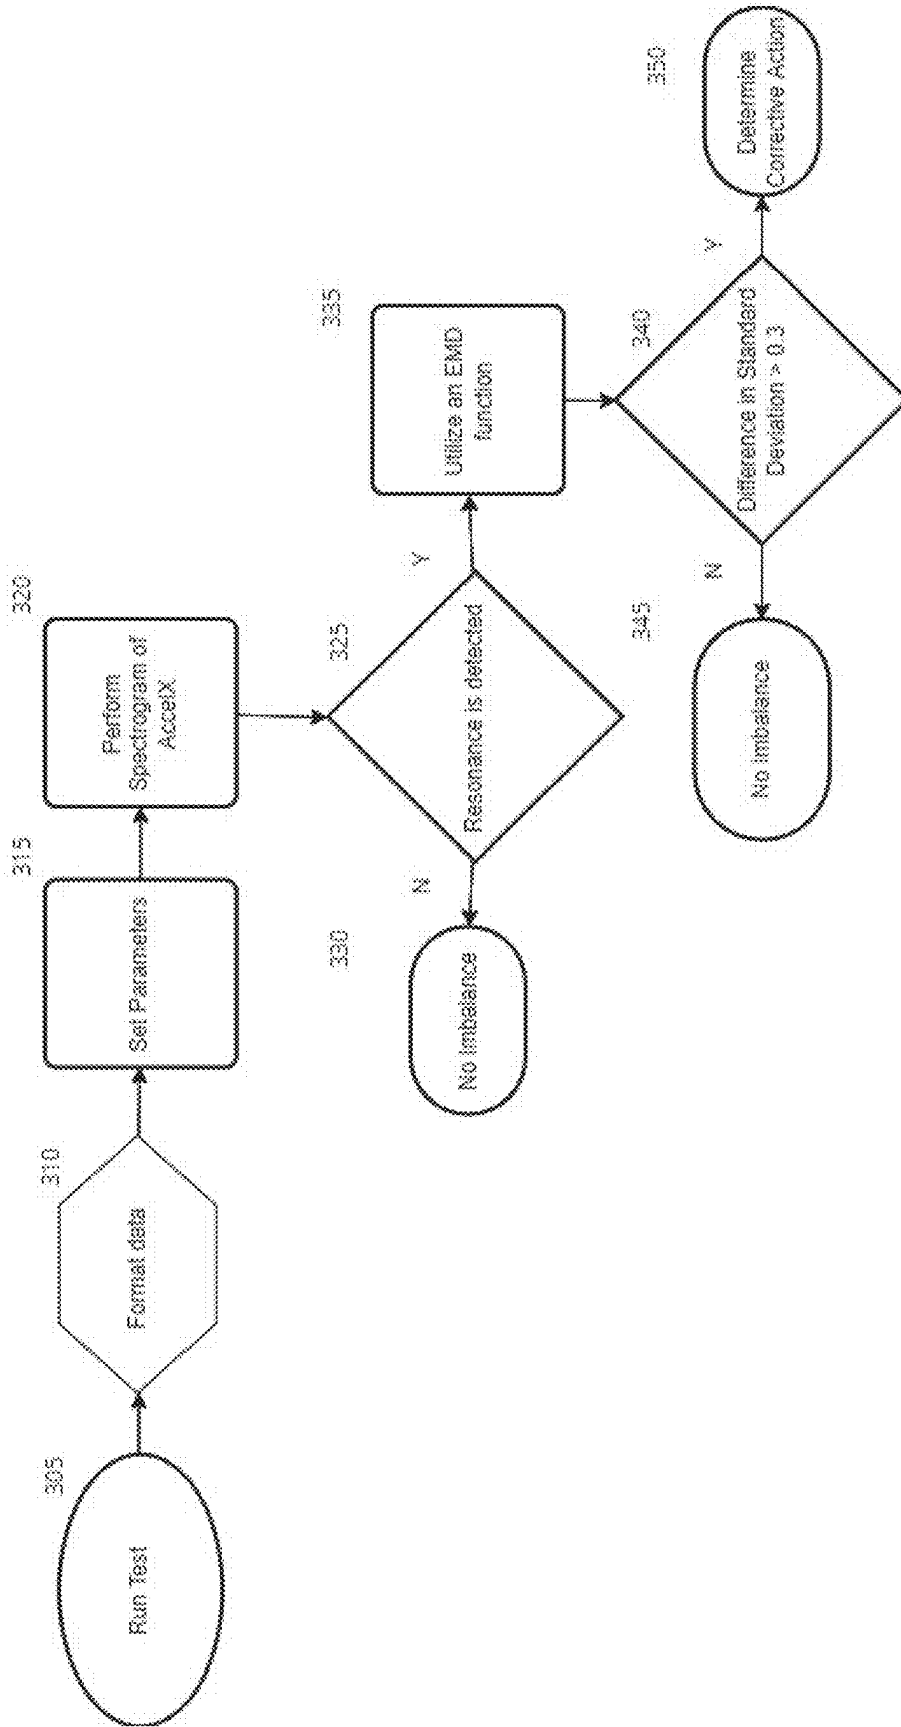 305
Run Test
310
Format data
315
Set Parameters
320
Perform
Spectrogram of
AccelX
325
Resonance is detected
N
Y
330
No Imbalance
335
Utilize an EMD
function
340
Difference in Standard
Deviation > 0.3
N
Y
345
No Imbalance
350
Determine
Corrective Action